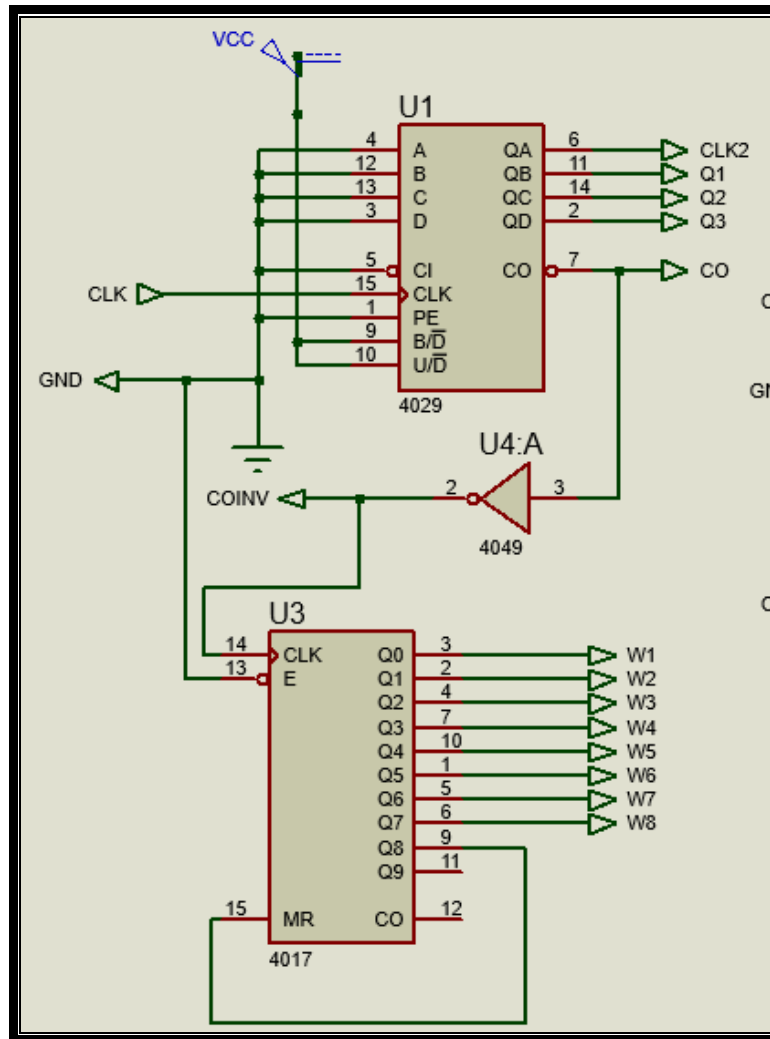 VCC
U1
4 A QA 6 CLK2
12 B QB 11 Q1
13 C QC 14 Q2
3 D QD 2 Q3
5 CI CO 7 CO
CLK 15 CLK
1 PE
9 B/D̅
10 U/D̅
GND
4029
U4:A
COINV 2 3
4049
U3
14 CLK Q0 3 W1
13 E Q1 2 W2
Q2 4 W3
Q3 7 W4
Q4 10 W5
Q5 1 W6
Q6 5 W7
Q7 6 W8
Q8 9
Q9 11
15 MR CO 12
4017